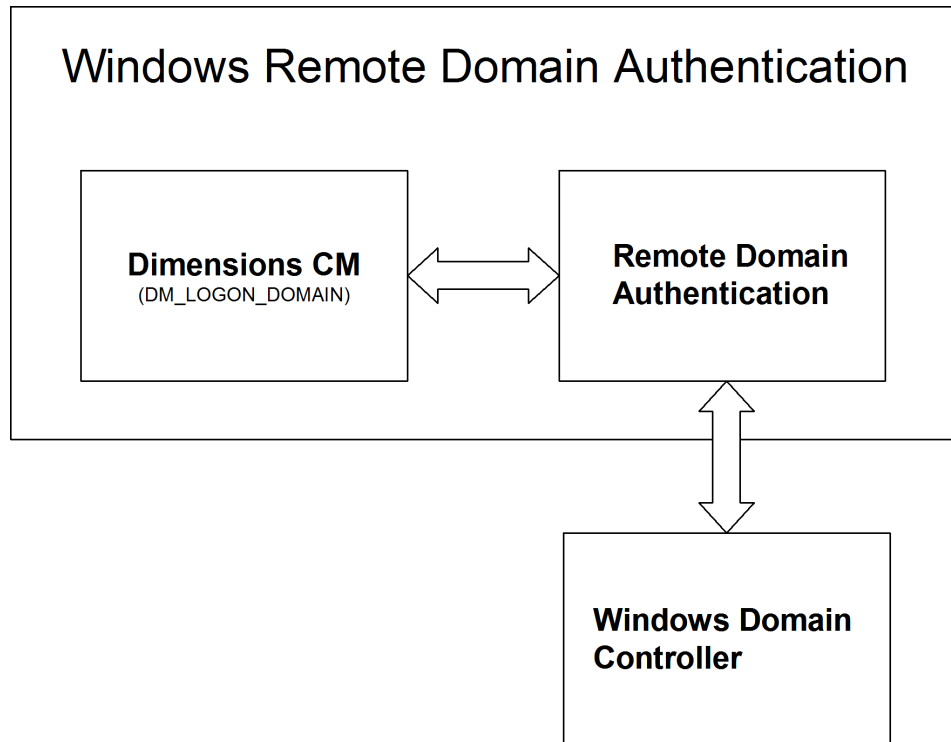 Windows Remote Domain Authentication
Dimensions CM
(DM_LOGON_DOMAIN)
Remote Domain
Authentication
Windows Domain
Controller